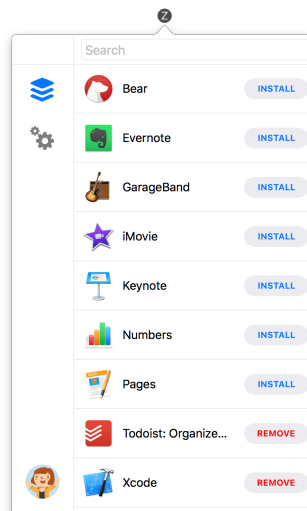 Z
Search
Bear INSTALL
Evernote INSTALL
GarageBand INSTALL
iMovie INSTALL
Keynote INSTALL
Numbers INSTALL
Pages INSTALL
Todoist: Organize... REMOVE
Xcode REMOVE